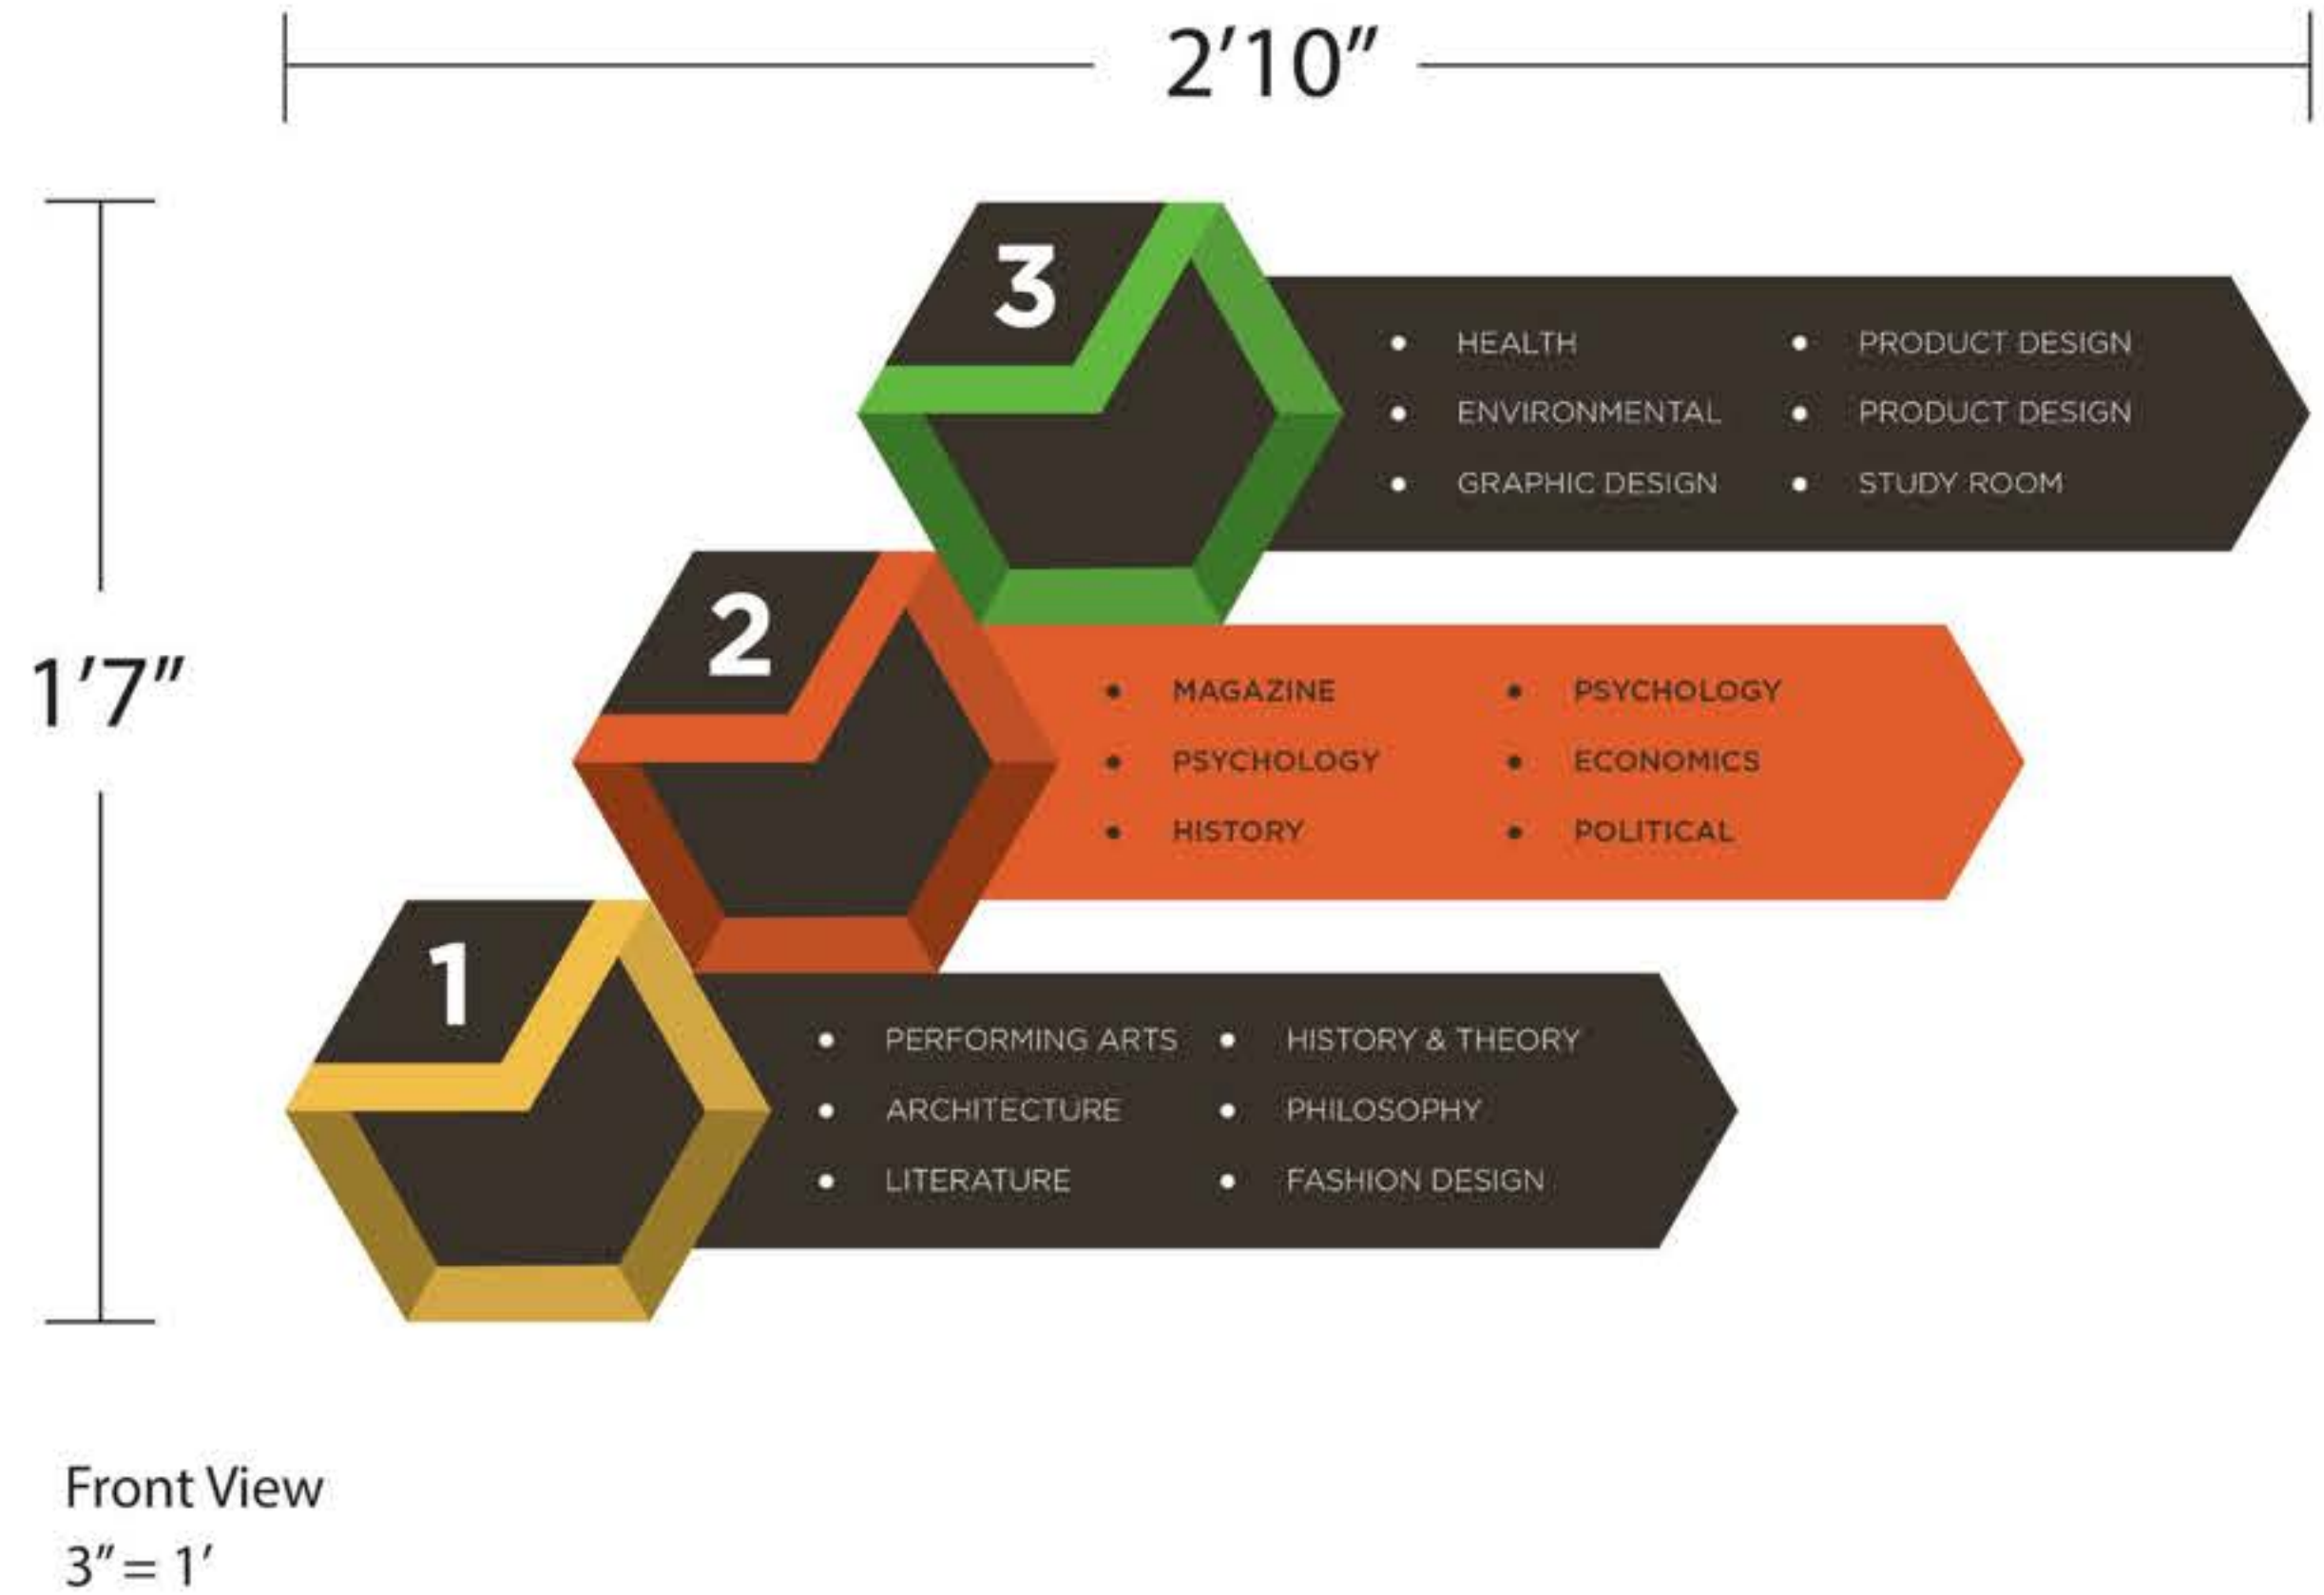 2'10"
1'7"
3
• HEALTH
• ENVIRONMENTAL
• GRAPHIC DESIGN
• PRODUCT DESIGN
• PRODUCT DESIGN
• STUDY ROOM
2
• MAGAZINE
• PSYCHOLOGY
• HISTORY
• PSYCHOLOGY
• ECONOMICS
• POLITICAL
1
• PERFORMING ARTS
• ARCHITECTURE
• LITERATURE
• HISTORY & THEORY
• PHILOSOPHY
• FASHION DESIGN
Front View
3"= 1'